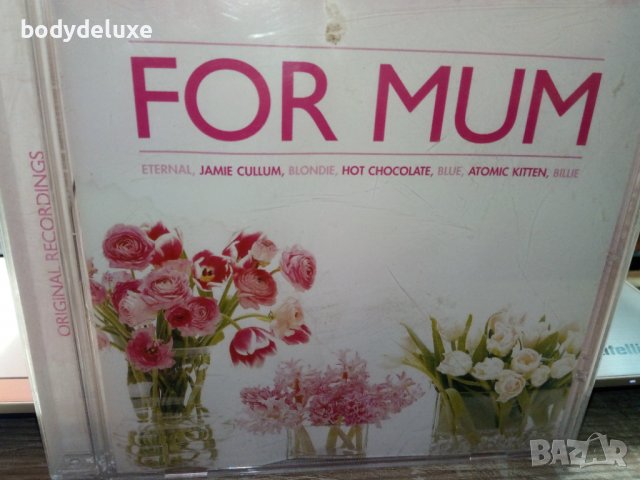 bodydeluxe
FOR MUM
ETERNAL, JAMIE CULLUM, BLONDIE, HOT CHOCOLATE, BLUE, ATOMIC KITTEN, BILLIE
ORIGINAL RECORDINGS
BAZAR